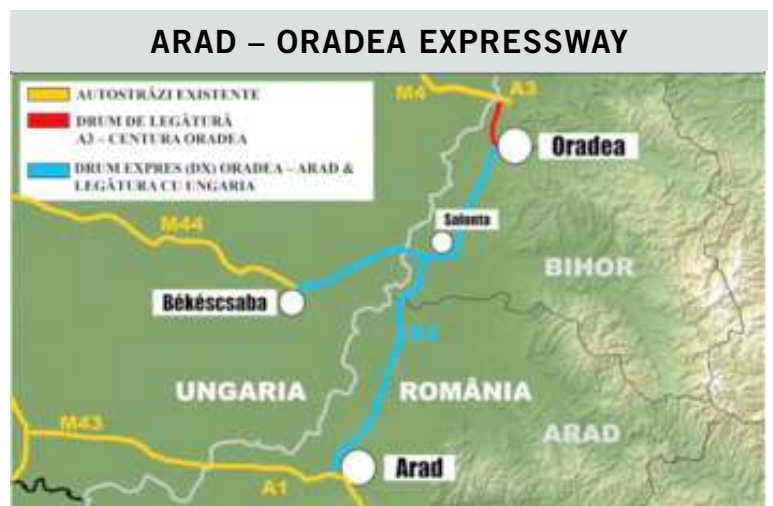 ARAD – ORADEA EXPRESSWAY
AUTOSTRĂZI EXISTENTE
DRUM DE LEGĂTURĂ
A3 – CENTURA ORADEA
DRUM EXPRES (DX) ORADEA – ARAD &
LEGĂTURA CU UNGARIA
M4
A3
Oradea
Salonta
M44
BIHOR
Békéscsaba
UNGARIA
ROMÂNIA
M43
ARAD
Arad
A1